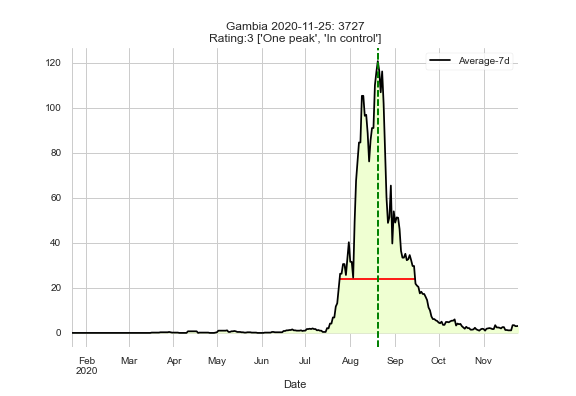 Gambia 2020-11-25: 3727
Rating:3 ['One peak', 'In control']
Average-7d
120
100
80
60
40
20
0
Feb Mar Apr May Jun Jul Aug Sep Oct Nov
2020
Date